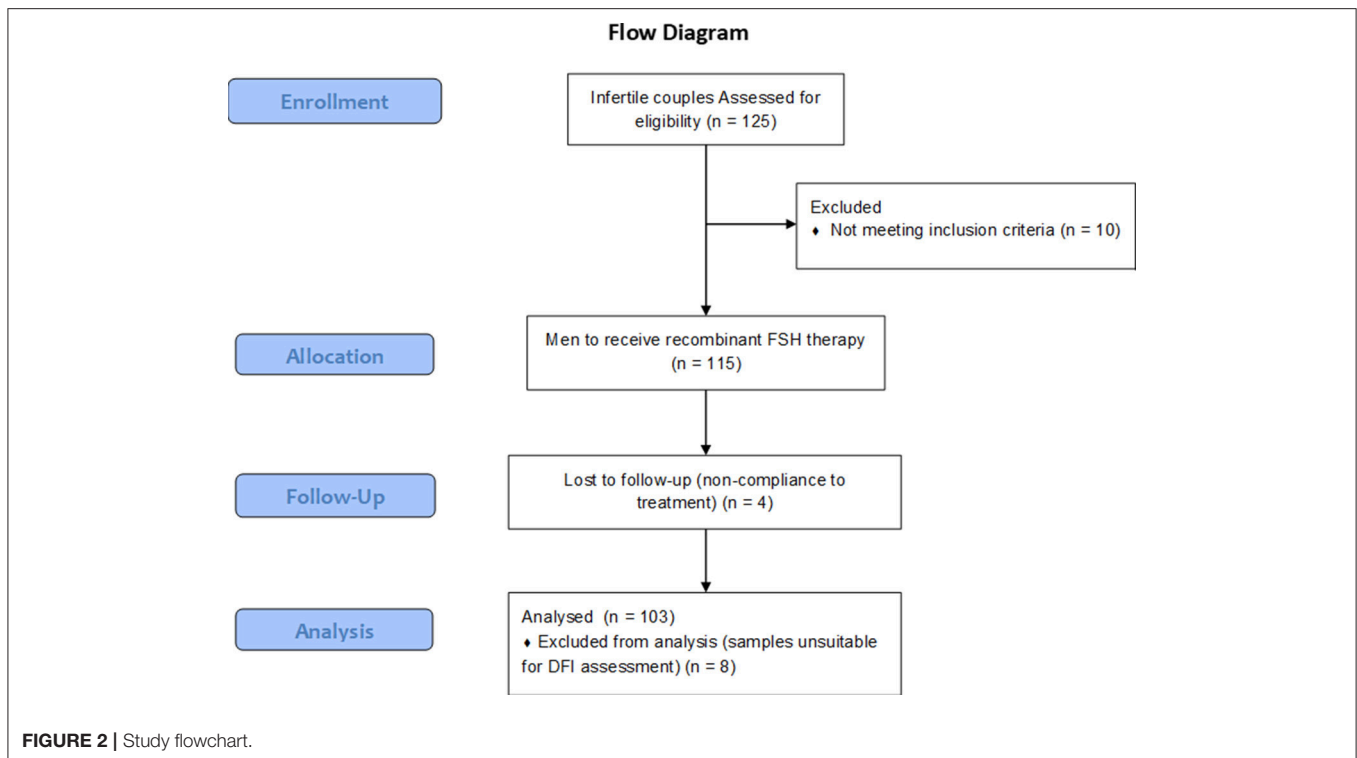 Flow Diagram
Enrollment
Infertile couples Assessed for
eligibility (n = 125)
Excluded
♦ Not meeting inclusion criteria (n = 10)
Allocation
Men to receive recombinant FSH therapy
(n = 115)
Follow-Up
Lost to follow-up (non-compliance to
treatment) (n = 4)
Analysis
Analysed (n = 103)
♦ Excluded from analysis (samples unsuitable
for DFI assessment) (n = 8)
FIGURE 2 | Study flowchart.